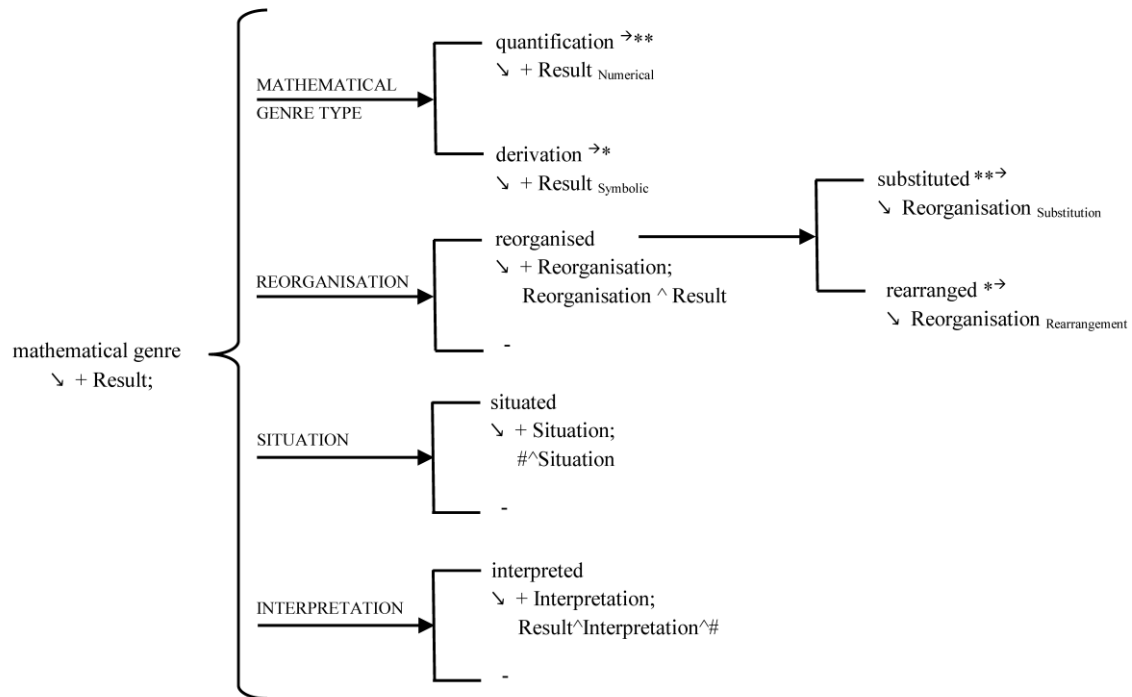 mathematical genre
↘ + Result;
MATHEMATICAL
GENRE TYPE
quantification →**
↘ + Result Numerical
derivation →*
↘ + Result Symbolic
REORGANISATION
reorganised
↘ + Reorganisation;
Reorganisation ^ Result
-
substituted **→
↘ Reorganisation Substitution
rearranged *→
↘ Reorganisation Rearrangement
SITUATION
situated
↘ + Situation;
#^Situation
-
INTERPRETATION
interpreted
↘ + Interpretation;
Result^Interpretation^#
-